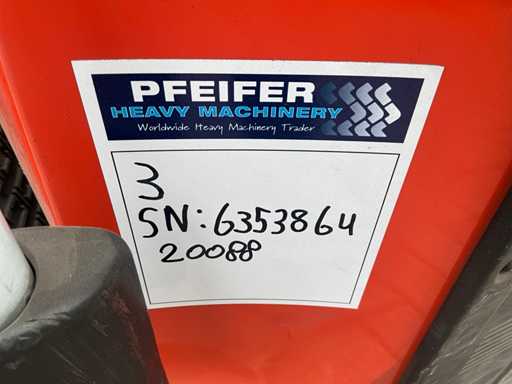 PFEIFER
HEAVY MACHINERY
Worldwide Heavy Machinery Trader
3
SN: 6353864
20088